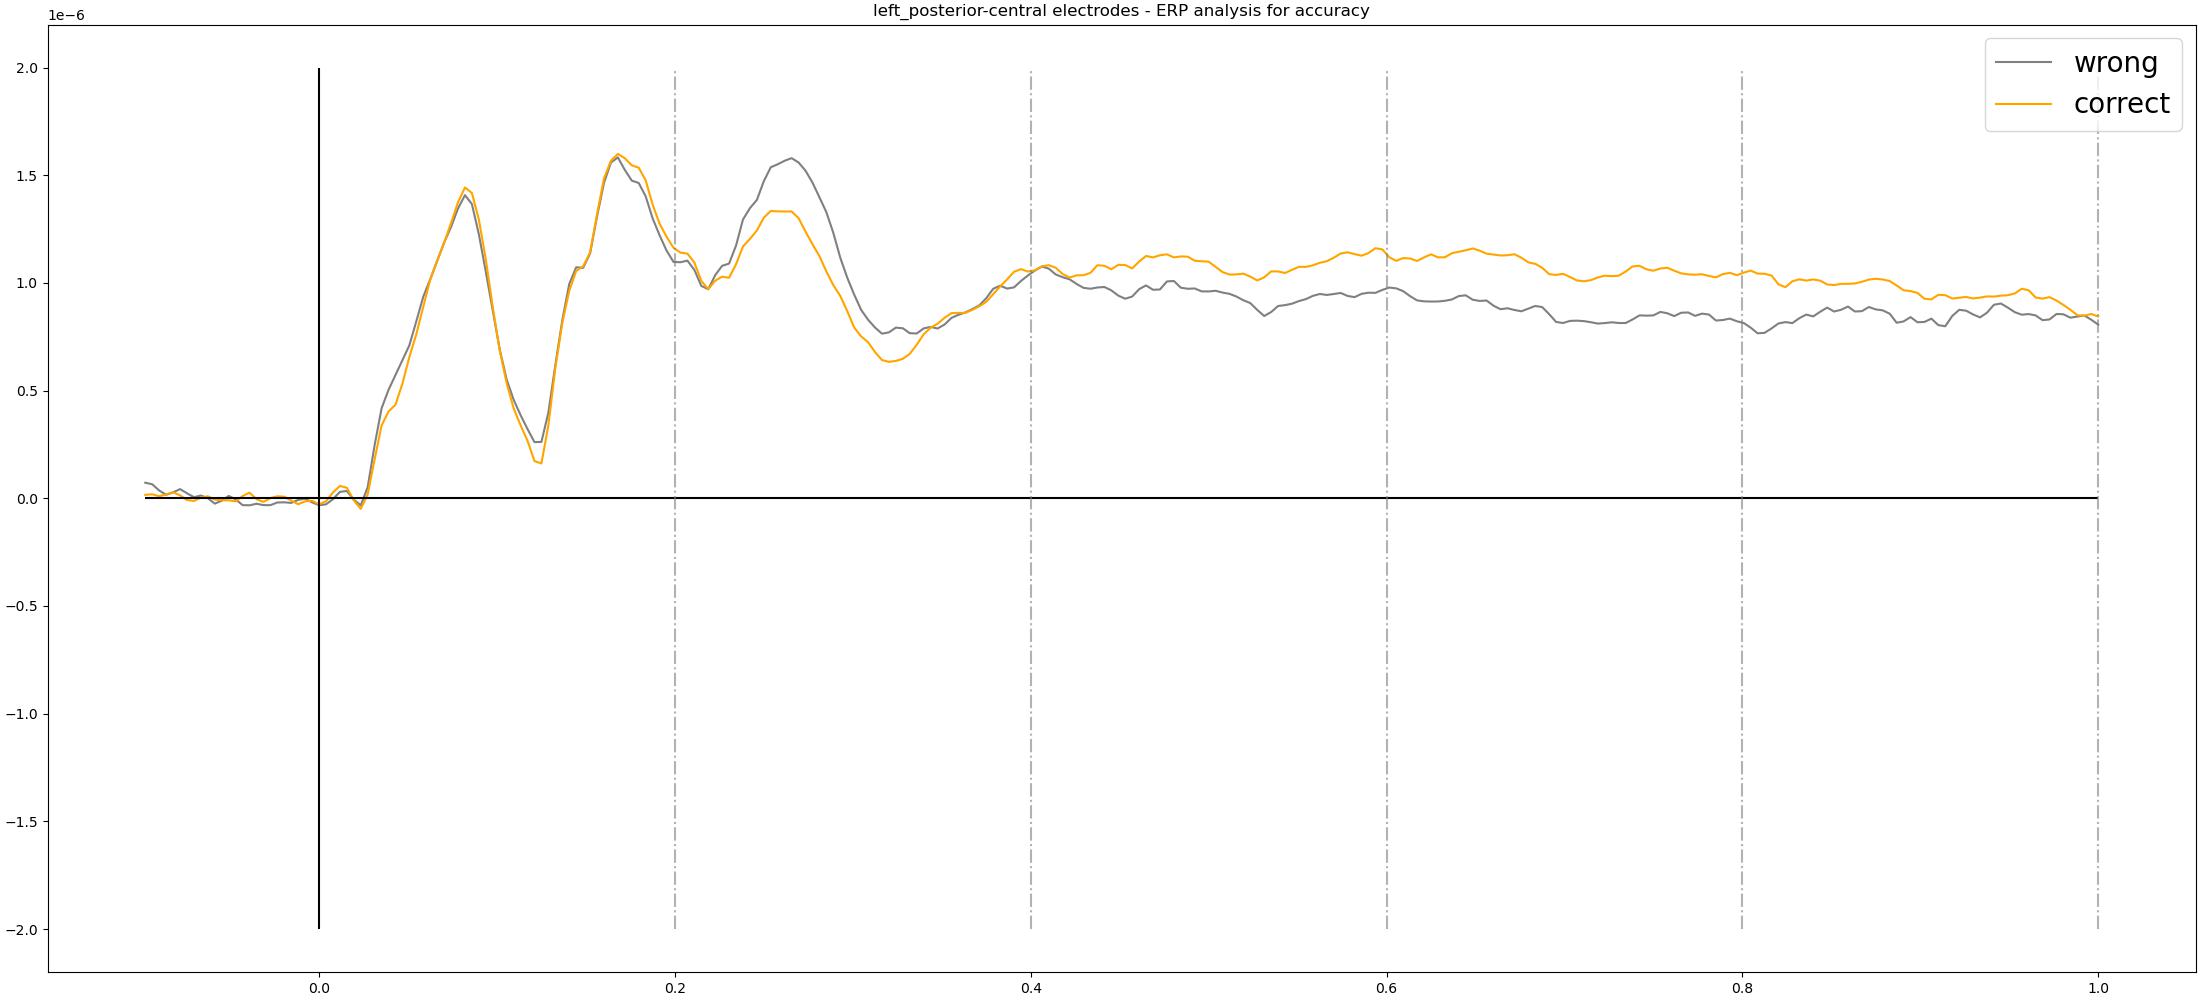 left_posterior-central electrodes - ERP analysis for accuracy
1e−6
2.0
1.5
1.0
0.5
0.0
−0.5
−1.0
−1.5
−2.0
wrong
correct
0.0 0.2 0.4 0.6 0.8 1.0